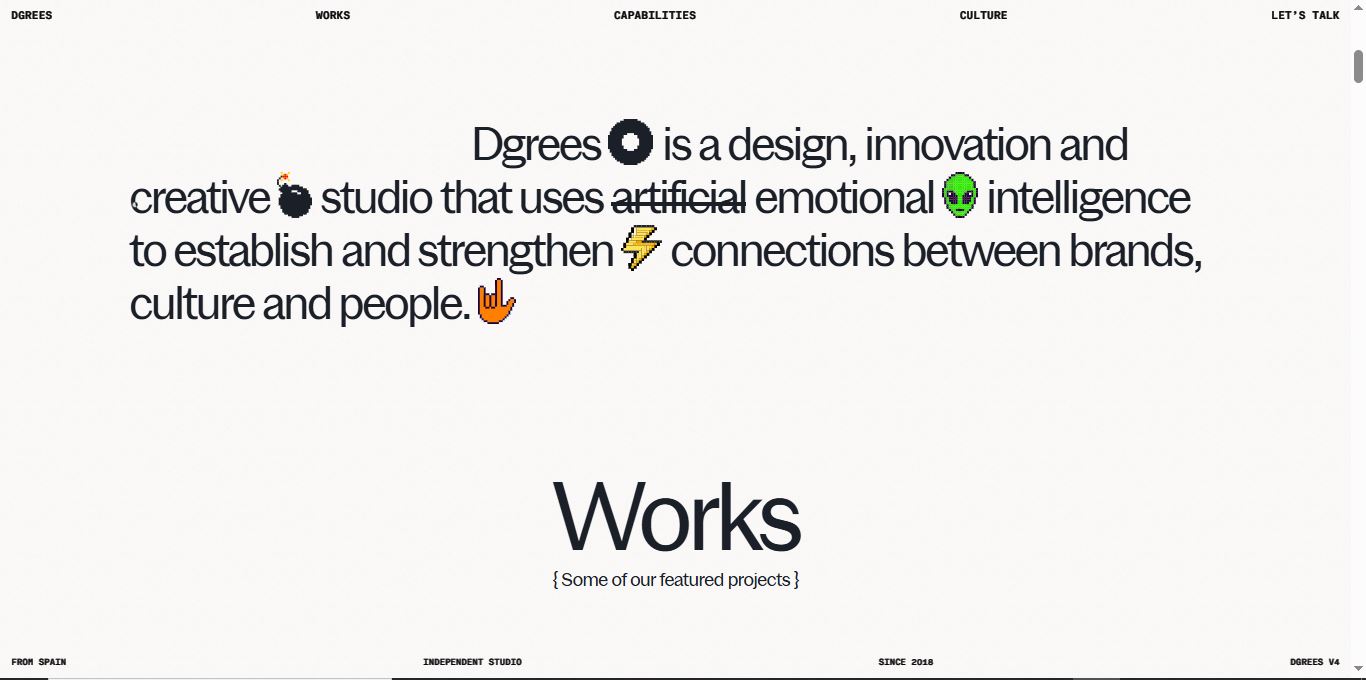 DGREES WORKS CAPABILITIES CULTURE LET'S TALK
Dgrees is a design, innovation and
creative studio that uses artificial emotional intelligence
to establish and strengthen connections between brands,
culture and people.
Works
{ Some of our featured projects }
FROM SPAIN INDEPENDENT STUDIO SINCE 2018 DGREES V4